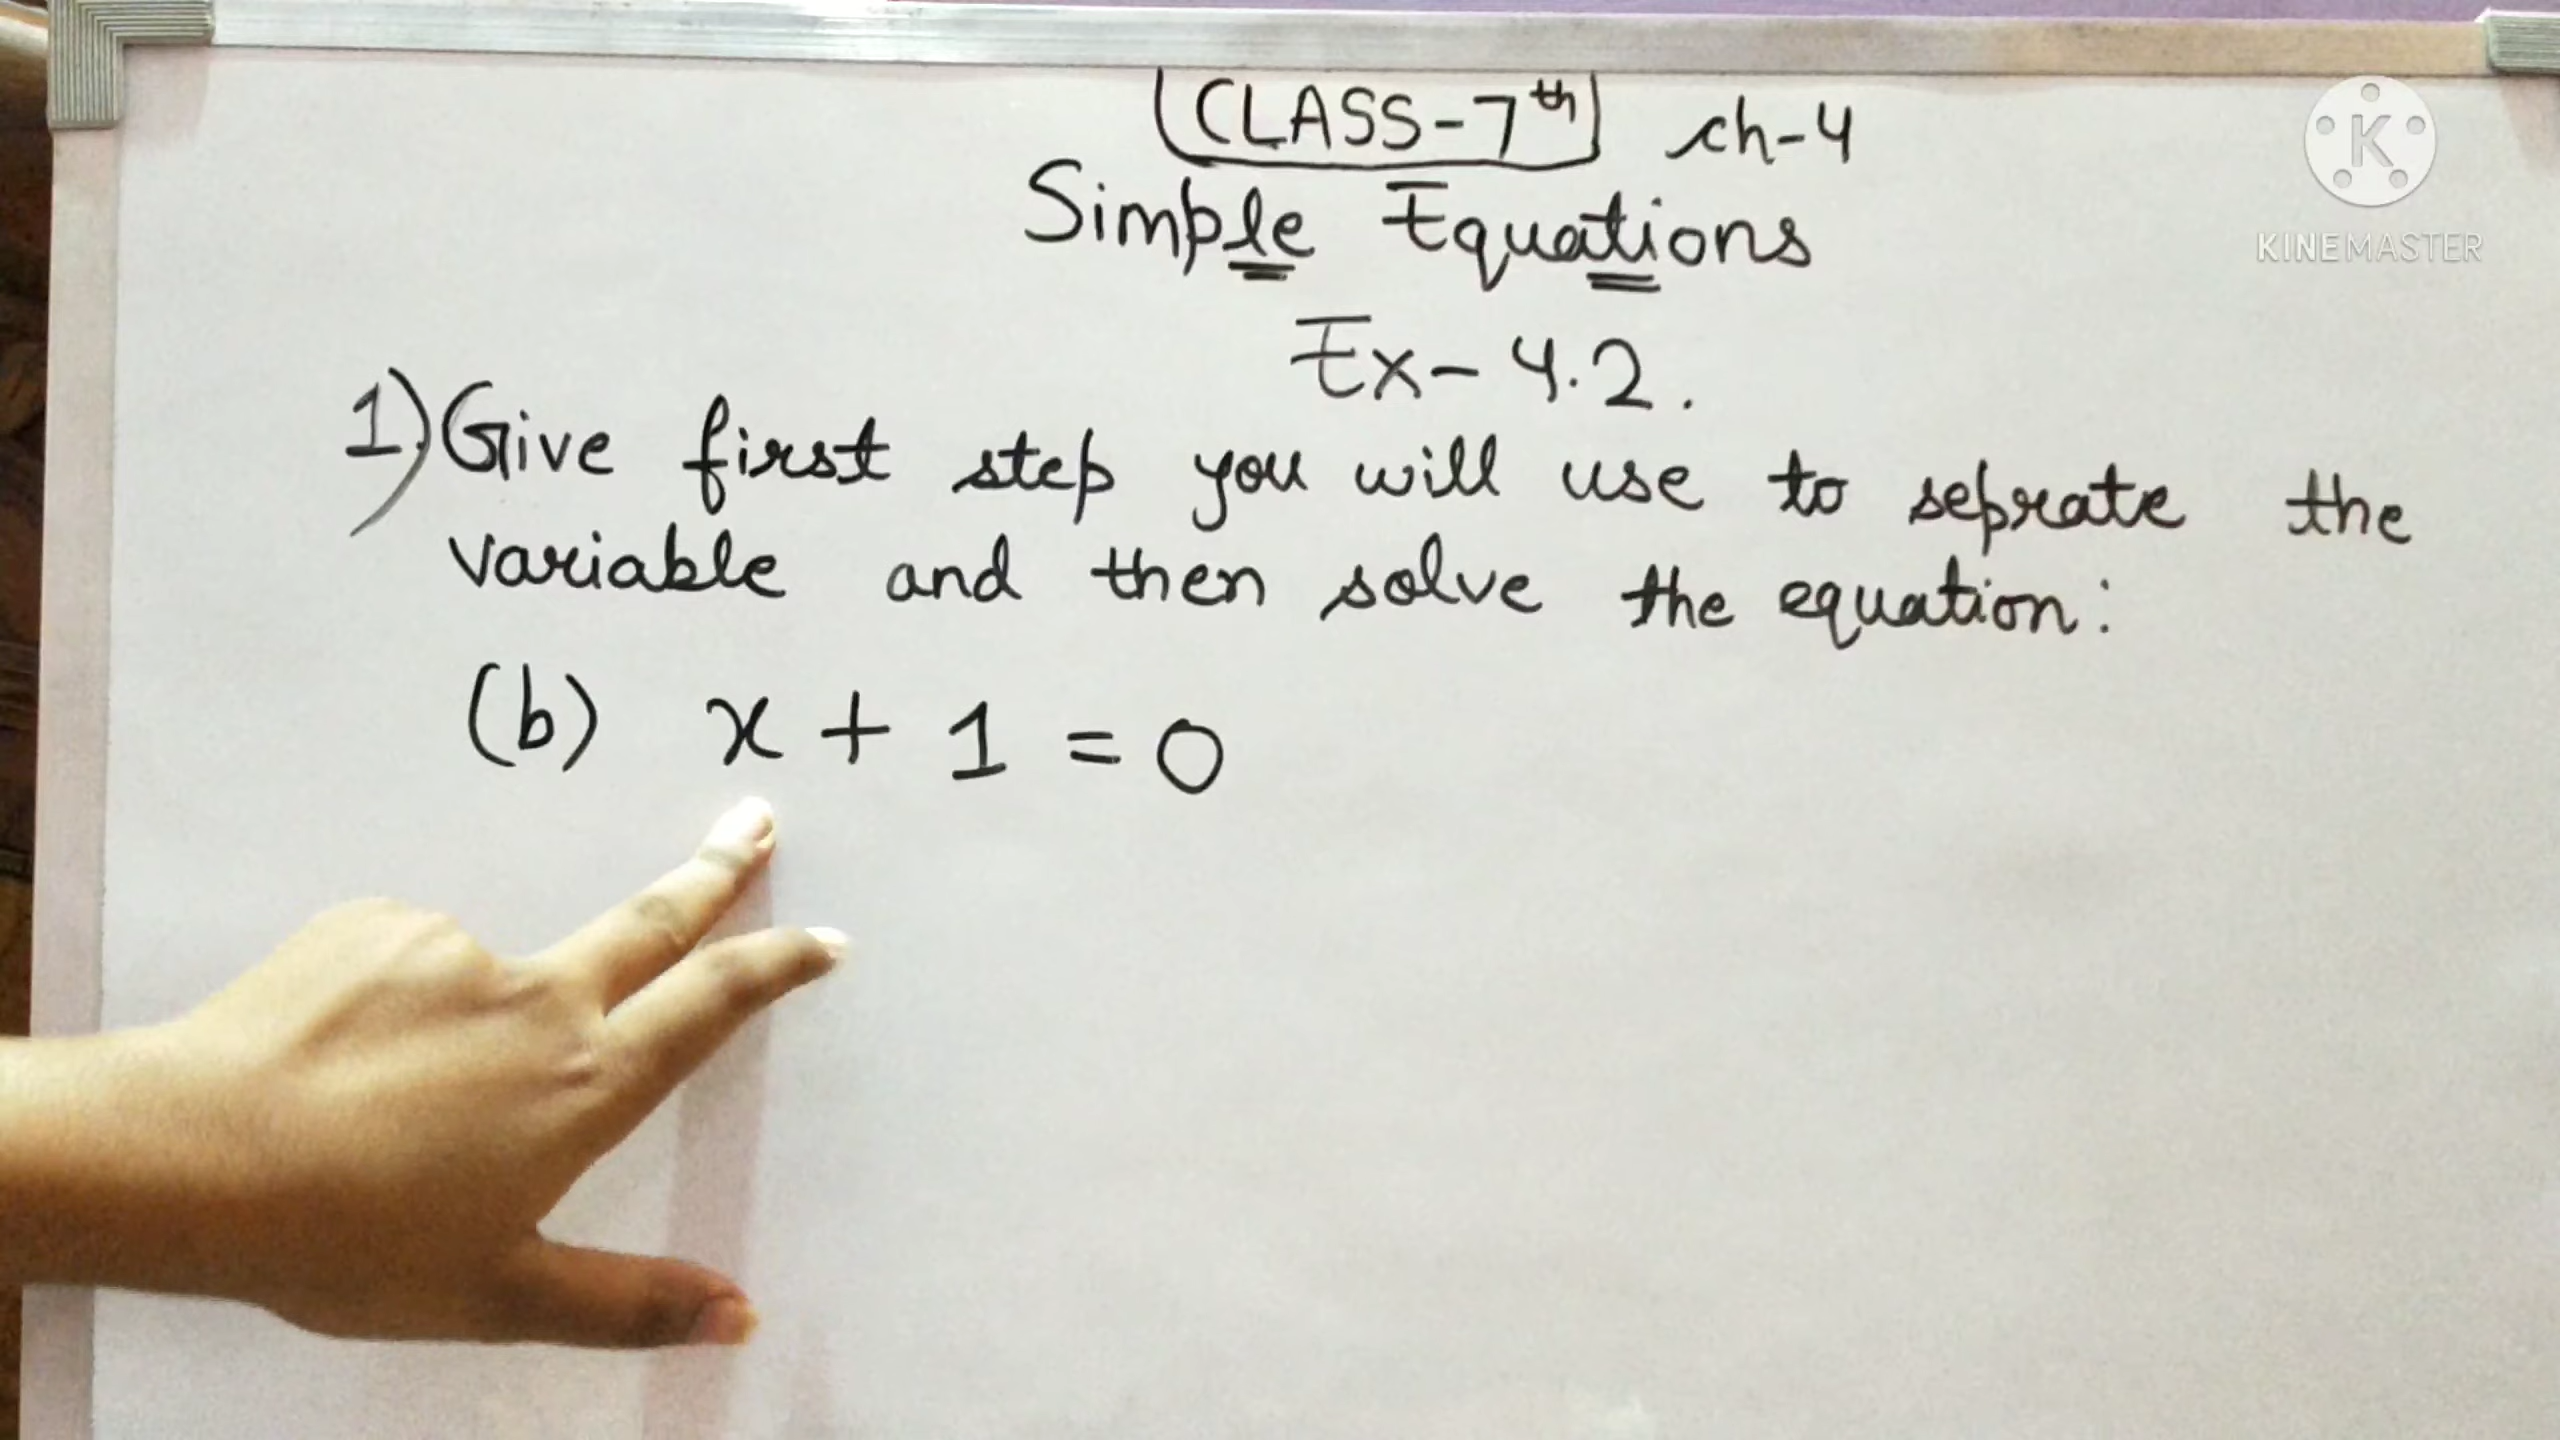 CLASS-7th ch-4
Simple Equations
Ex-4.2.
1) Give first step you will use to seprate the
variable and then solve the equation:
(b) x + 1 = 0
K
KINEMASTER